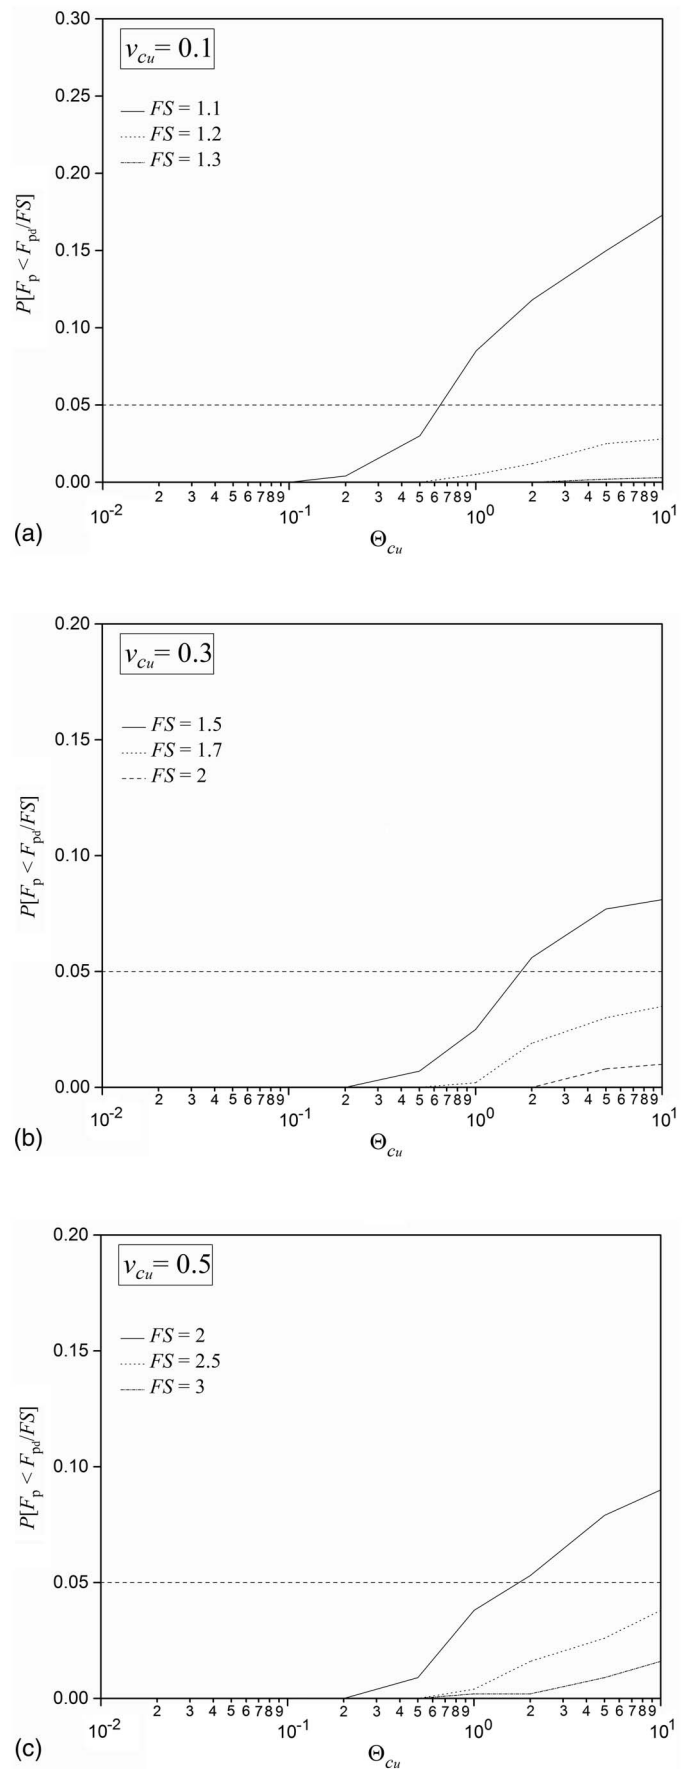 0.30
v_cu = 0.1
0.25
FS = 1.1
FS = 1.2
FS = 1.3
0.20
P[F_p < F_pd/FS]
0.15
0.10
0.05
0.00
2 3 4 5 6 7 8 9 2 3 4 5 6 7 8 9 2 3 4 5 6 7 8 9
10^-2 10^-1 10^0 10^1
(a)
Θ_cu
0.20
v_cu = 0.3
FS = 1.5
FS = 1.7
FS = 2
0.15
P[F_p < F_pd/FS]
0.10
0.05
0.00
2 3 4 5 6 7 8 9 2 3 4 5 6 7 8 9 2 3 4 5 6 7 8 9
10^-2 10^-1 10^0 10^1
(b)
Θ_cu
0.20
v_cu = 0.5
FS = 2
FS = 2.5
FS = 3
0.15
P[F_p < F_pd/FS]
0.10
0.05
0.00
2 3 4 5 6 7 8 9 2 3 4 5 6 7 8 9 2 3 4 5 6 7 8 9
10^-2 10^-1 10^0 10^1
(c)
Θ_cu